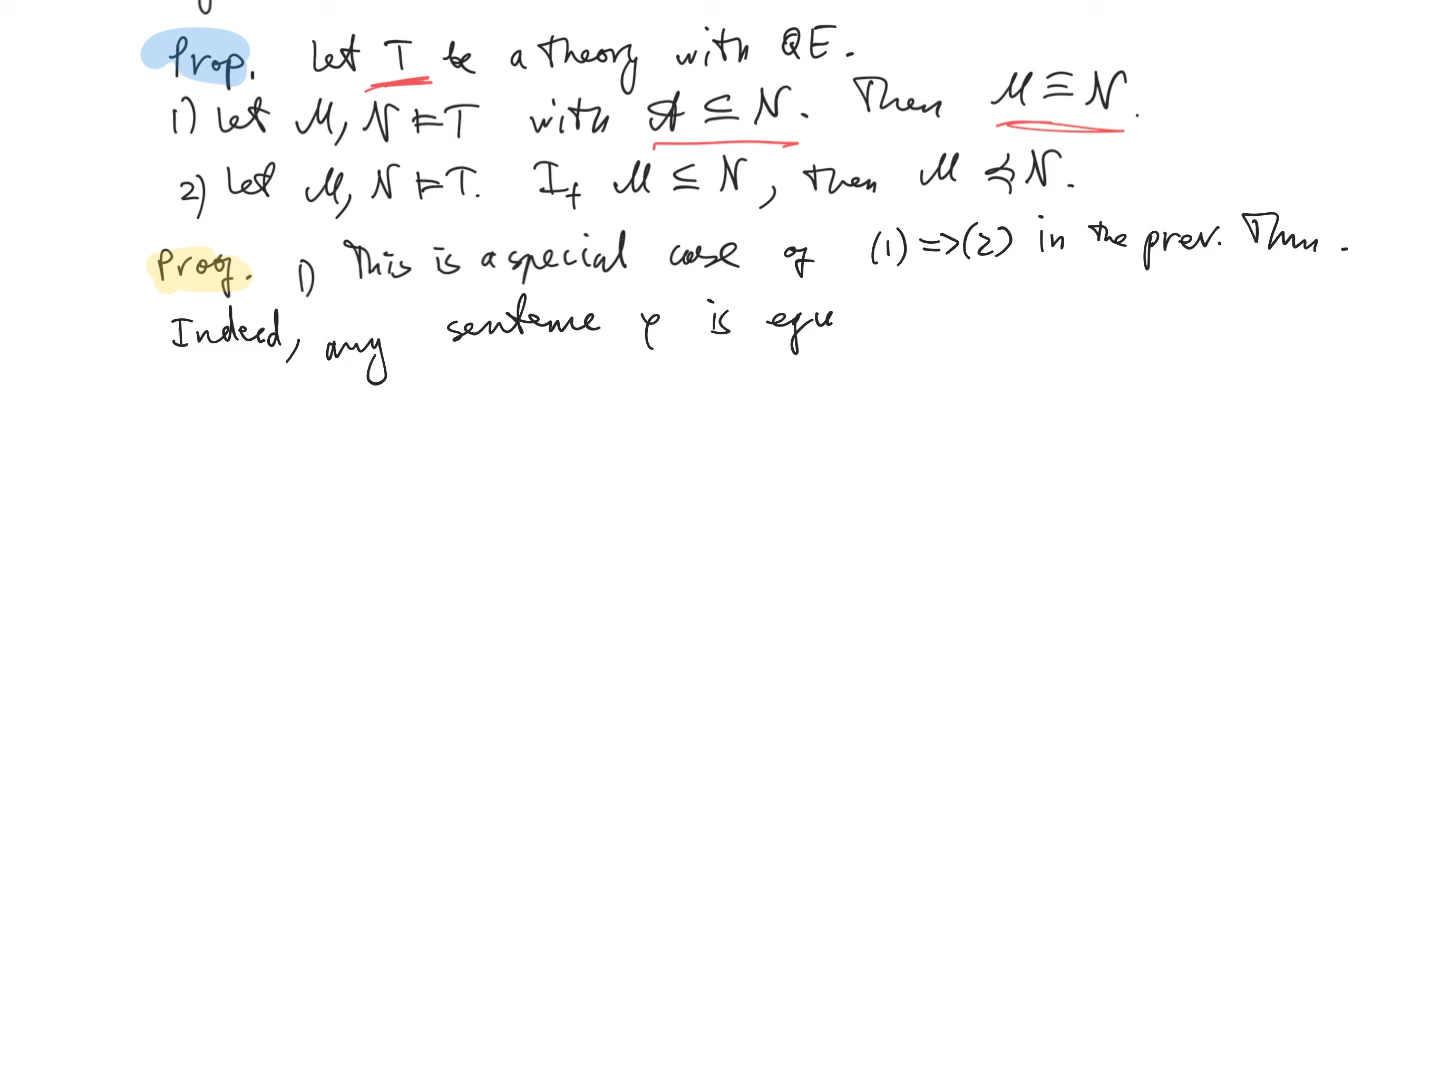 Prop. Let T be a theory with QE.
1) Let M, N ⊨ T with A ⊆ N. Then M ≡ N.
2) Let M, N ⊨ T. If M ⊆ N, then M ≼ N.
Proof. 1) This is a special case of (1) => (2) in the prev. Thm.
Indeed, any sentence φ is equ